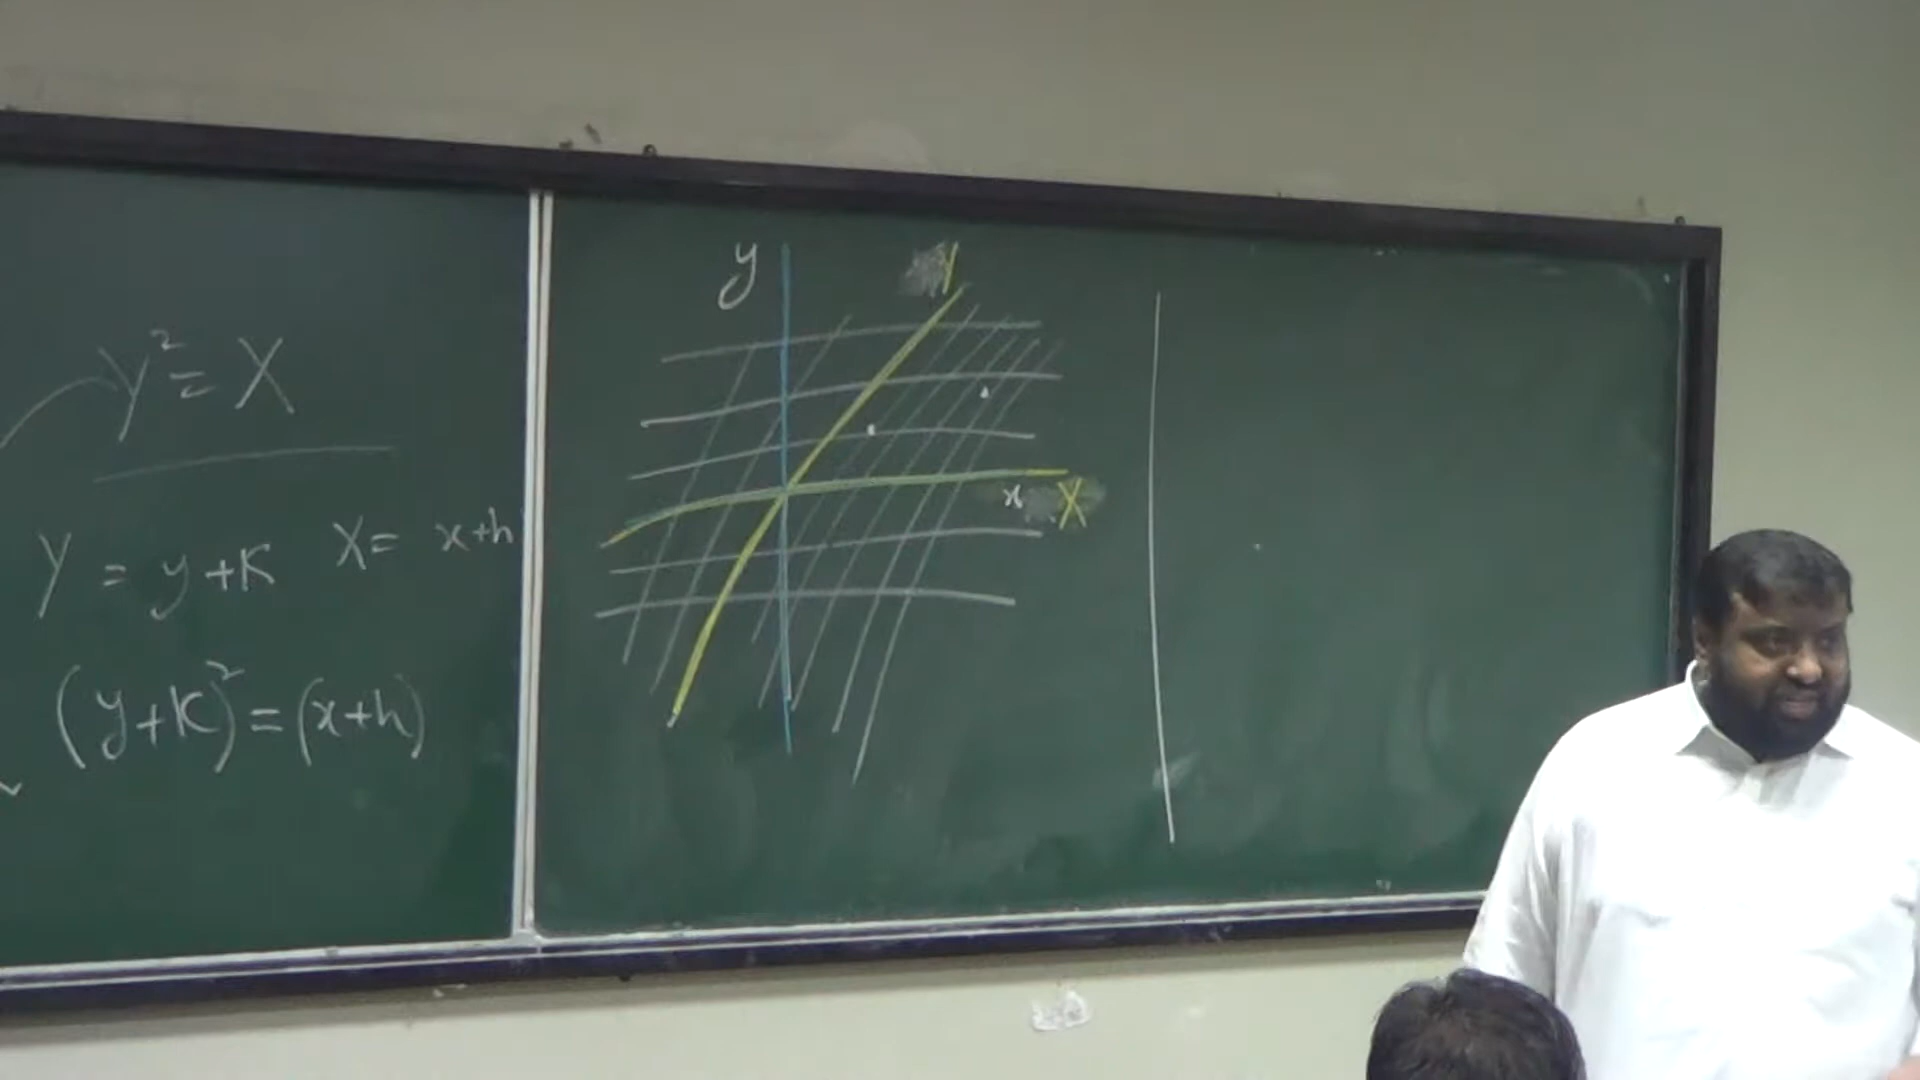 Y² = X
Y = y+K X = x+h
(y+K)² = (x+h)
y Y
x X